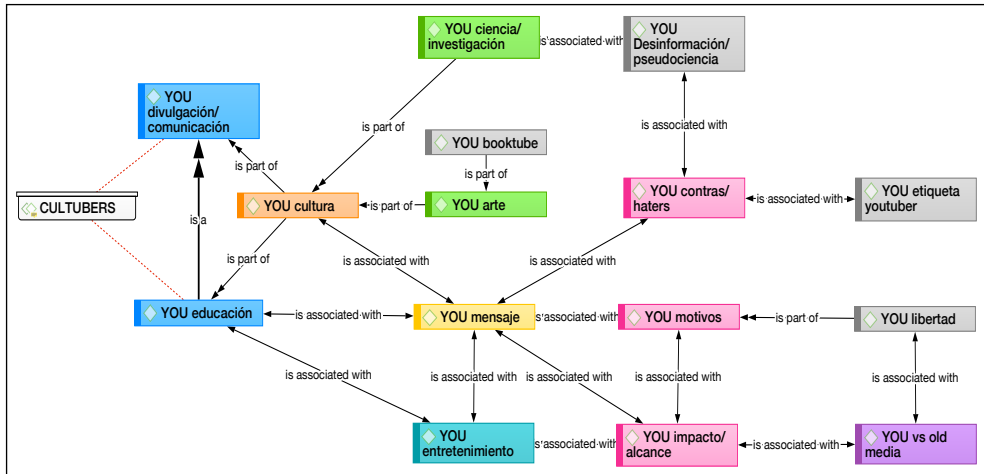 YOU ciencia/
investigación
is associated with
YOU
Desinformación/
pseudociencia
YOU
divulgación/
comunicación
is part of
is associated with
YOU booktube
is part of
is part of
CULTUBERS
is a
YOU cultura
is part of
YOU arte
YOU contras/
haters
is associated with
YOU etiqueta
youtuber
is part of
is associated with
is associated with
YOU educación
is associated with
YOU mensaje
s associated with
YOU motivos
is part of
YOU libertad
is associated with
is associated with
is associated with
is associated with
is associated with
YOU
entretenimiento
s associated with
YOU impacto/
alcance
is associated with
YOU vs old
media